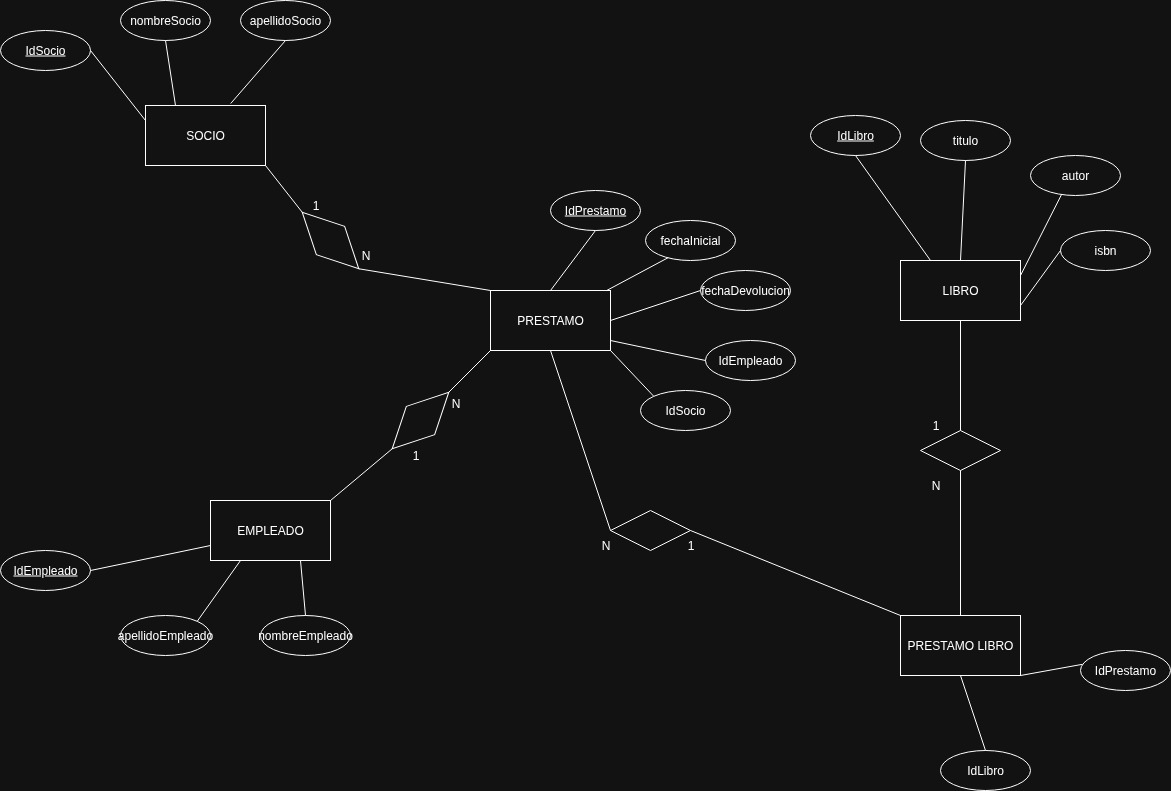 nombreSocio
apellidoSocio
IdSocio
SOCIO
IdLibro
titulo
autor
1
IdPrestamo
fechaInicial
isbn
N
fechaDevolucion
LIBRO
PRESTAMO
IdEmpleado
N
IdSocio
1
1
N
EMPLEADO
N
1
IdEmpleado
apellidoEmpleado
nombreEmpleado
PRESTAMO LIBRO
IdPrestamo
IdLibro